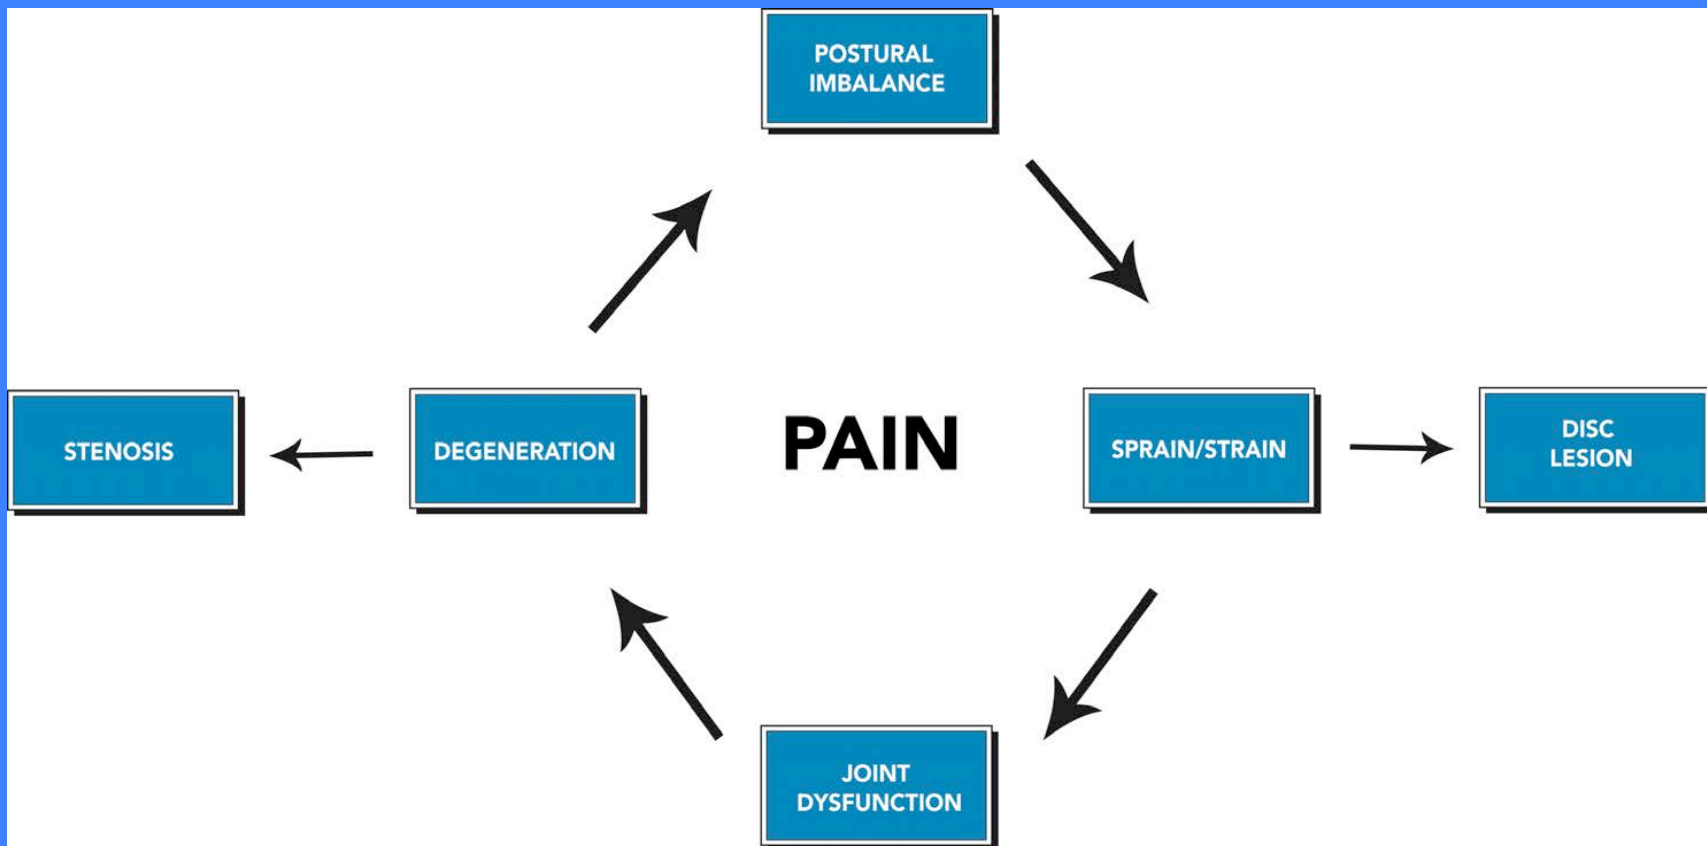 POSTURAL
IMBALANCE
STENOSIS
DEGENERATION
PAIN
SPRAIN/STRAIN
DISC
LESION
JOINT
DYSFUNCTION